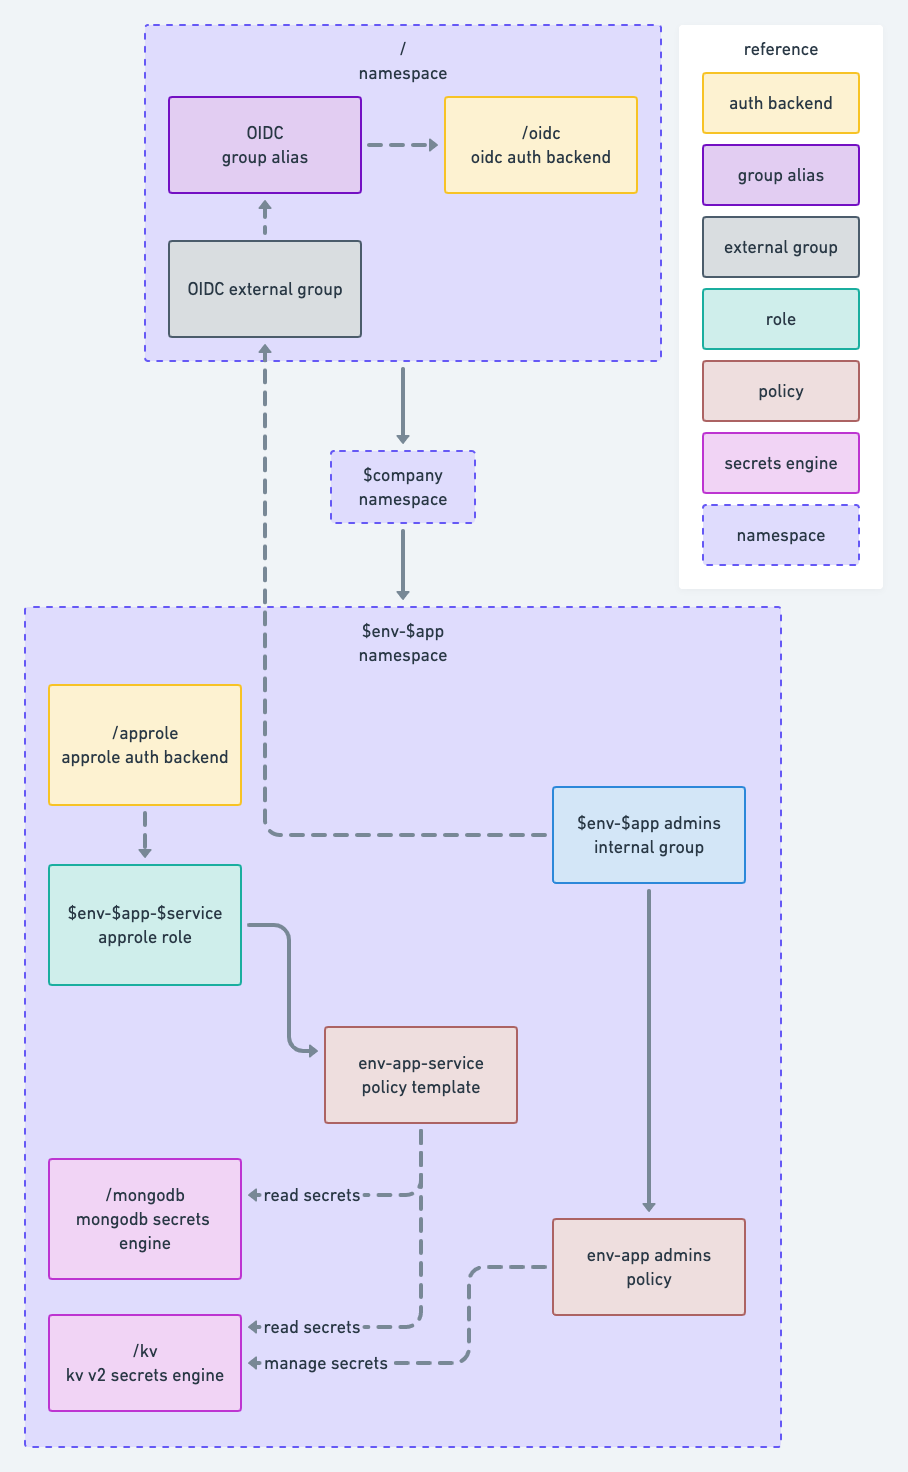 /
namespace
OIDC
group alias
/oidc
oidc auth backend
OIDC external group
reference
auth backend
group alias
external group
role
policy
secrets engine
namespace
$company
namespace
$env-$app
namespace
/approle
approle auth backend
$env-$app admins
internal group
$env-$app-$service
approle role
env-app-service
policy template
/mongodb
mongodb secrets
engine
read secrets
env-app admins
policy
/kv
kv v2 secrets engine
read secrets
manage secrets